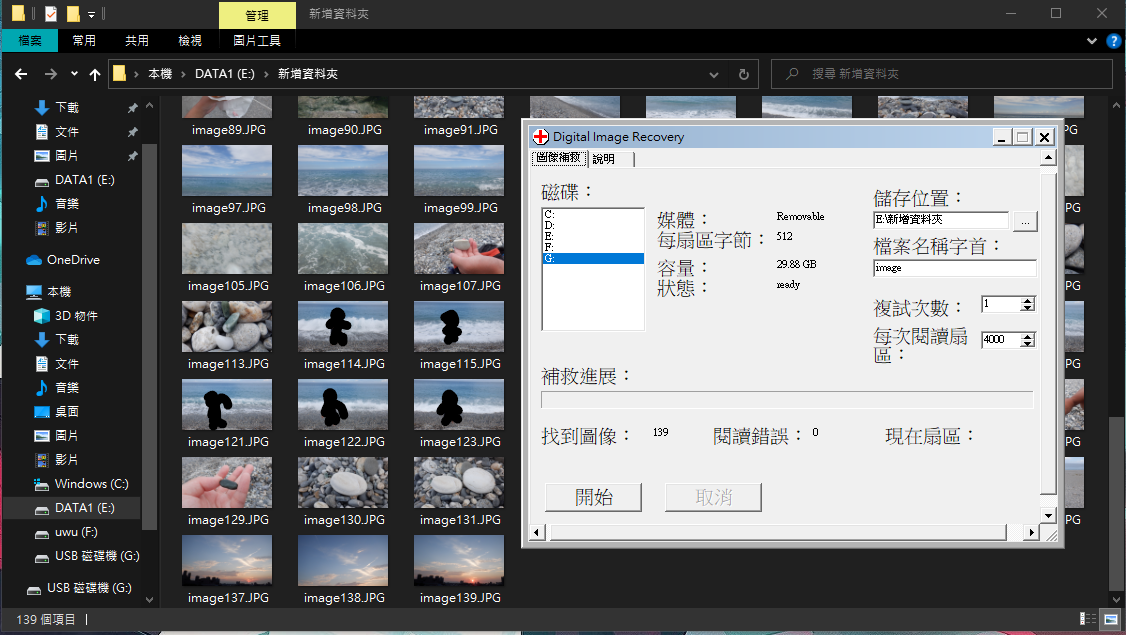 管理
新增資料夾
檔案
常用
共用
檢視
圖片工具
本機 > DATA1 (E:) > 新增資料夾
搜尋 新增資料夾
下載
文件
圖片
DATA1 (E:)
音樂
影片
OneDrive
本機
3D 物件
下載
文件
音樂
桌面
圖片
影片
Windows (C:)
DATA1 (E:)
uwu (F:)
USB 磁碟機 (G:)
USB 磁碟機 (G:)
image89.JPG
image90.JPG
image91.JPG
PG
image97.JPG
image98.JPG
image99.JPG
PG
image105.JPG
image106.JPG
image107.JPG
PG
image113.JPG
image114.JPG
image115.JPG
PG
image121.JPG
image122.JPG
image123.JPG
PG
image129.JPG
image130.JPG
image131.JPG
PG
image137.JPG
image138.JPG
image139.JPG
Digital Image Recovery
圖像補救
說明
磁碟：
C:
D:
E:
F:
G:
媒體： Removable
每扇區字節： 512
容量： 29.88 GB
狀態： ready
儲存位置：
E:\新增資料夾
...
檔案名稱字首：
image
複試次數： 1
每次閱讀扇區： 4000
補救進展：
找到圖像： 139
閱讀錯誤： 0
現在扇區：
開始
取消
139 個項目